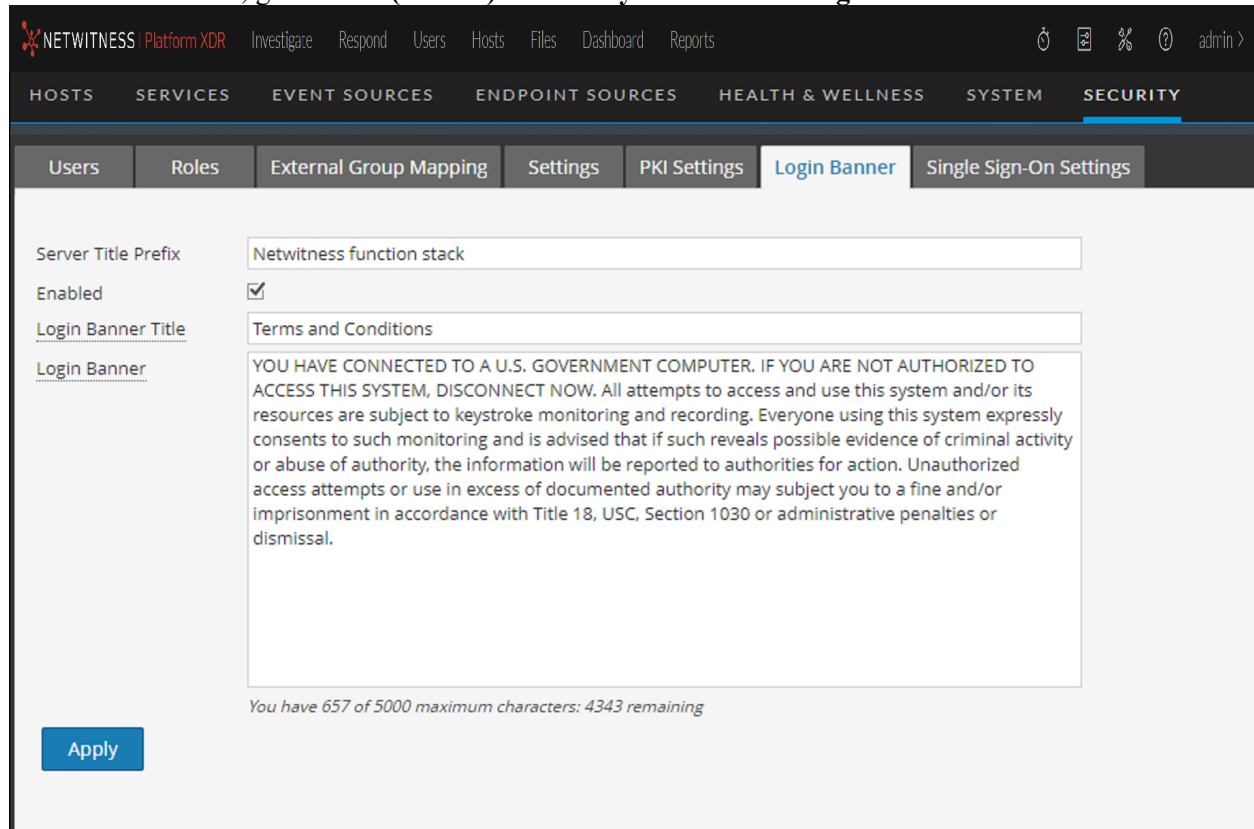 NETWITNESS | Platform XDR Investigate Respond Users Hosts Files Dashboard Reports admin >
HOSTS SERVICES EVENT SOURCES ENDPOINT SOURCES HEALTH & WELLNESS SYSTEM SECURITY
Users Roles External Group Mapping Settings PKI Settings Login Banner Single Sign-On Settings
Server Title Prefix Netwitness function stack
Enabled
Login Banner Title Terms and Conditions
Login Banner YOU HAVE CONNECTED TO A U.S. GOVERNMENT COMPUTER. IF YOU ARE NOT AUTHORIZED TO
ACCESS THIS SYSTEM, DISCONNECT NOW. All attempts to access and use this system and/or its
resources are subject to keystroke monitoring and recording. Everyone using this system expressly
consents to such monitoring and is advised that if such reveals possible evidence of criminal activity
or abuse of authority, the information will be reported to authorities for action. Unauthorized
access attempts or use in excess of documented authority may subject you to a fine and/or
imprisonment in accordance with Title 18, USC, Section 1030 or administrative penalties or
dismissal.
You have 657 of 5000 maximum characters: 4343 remaining
Apply